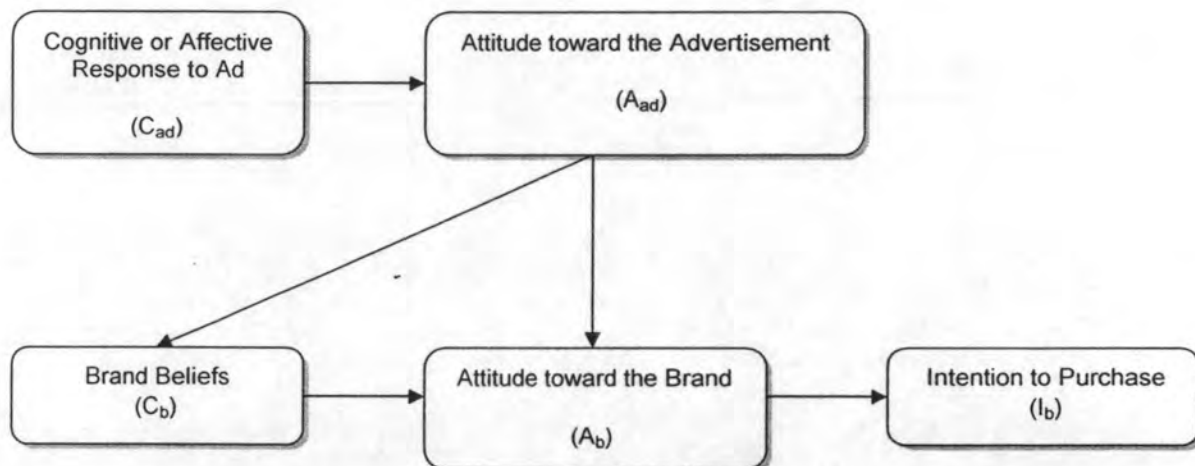 Cognitive or Affective
Response to Ad
(Cad)
Attitude toward the Advertisement
(Aad)
Brand Beliefs
(Cb)
Attitude toward the Brand
(Ab)
Intention to Purchase
(Ib)